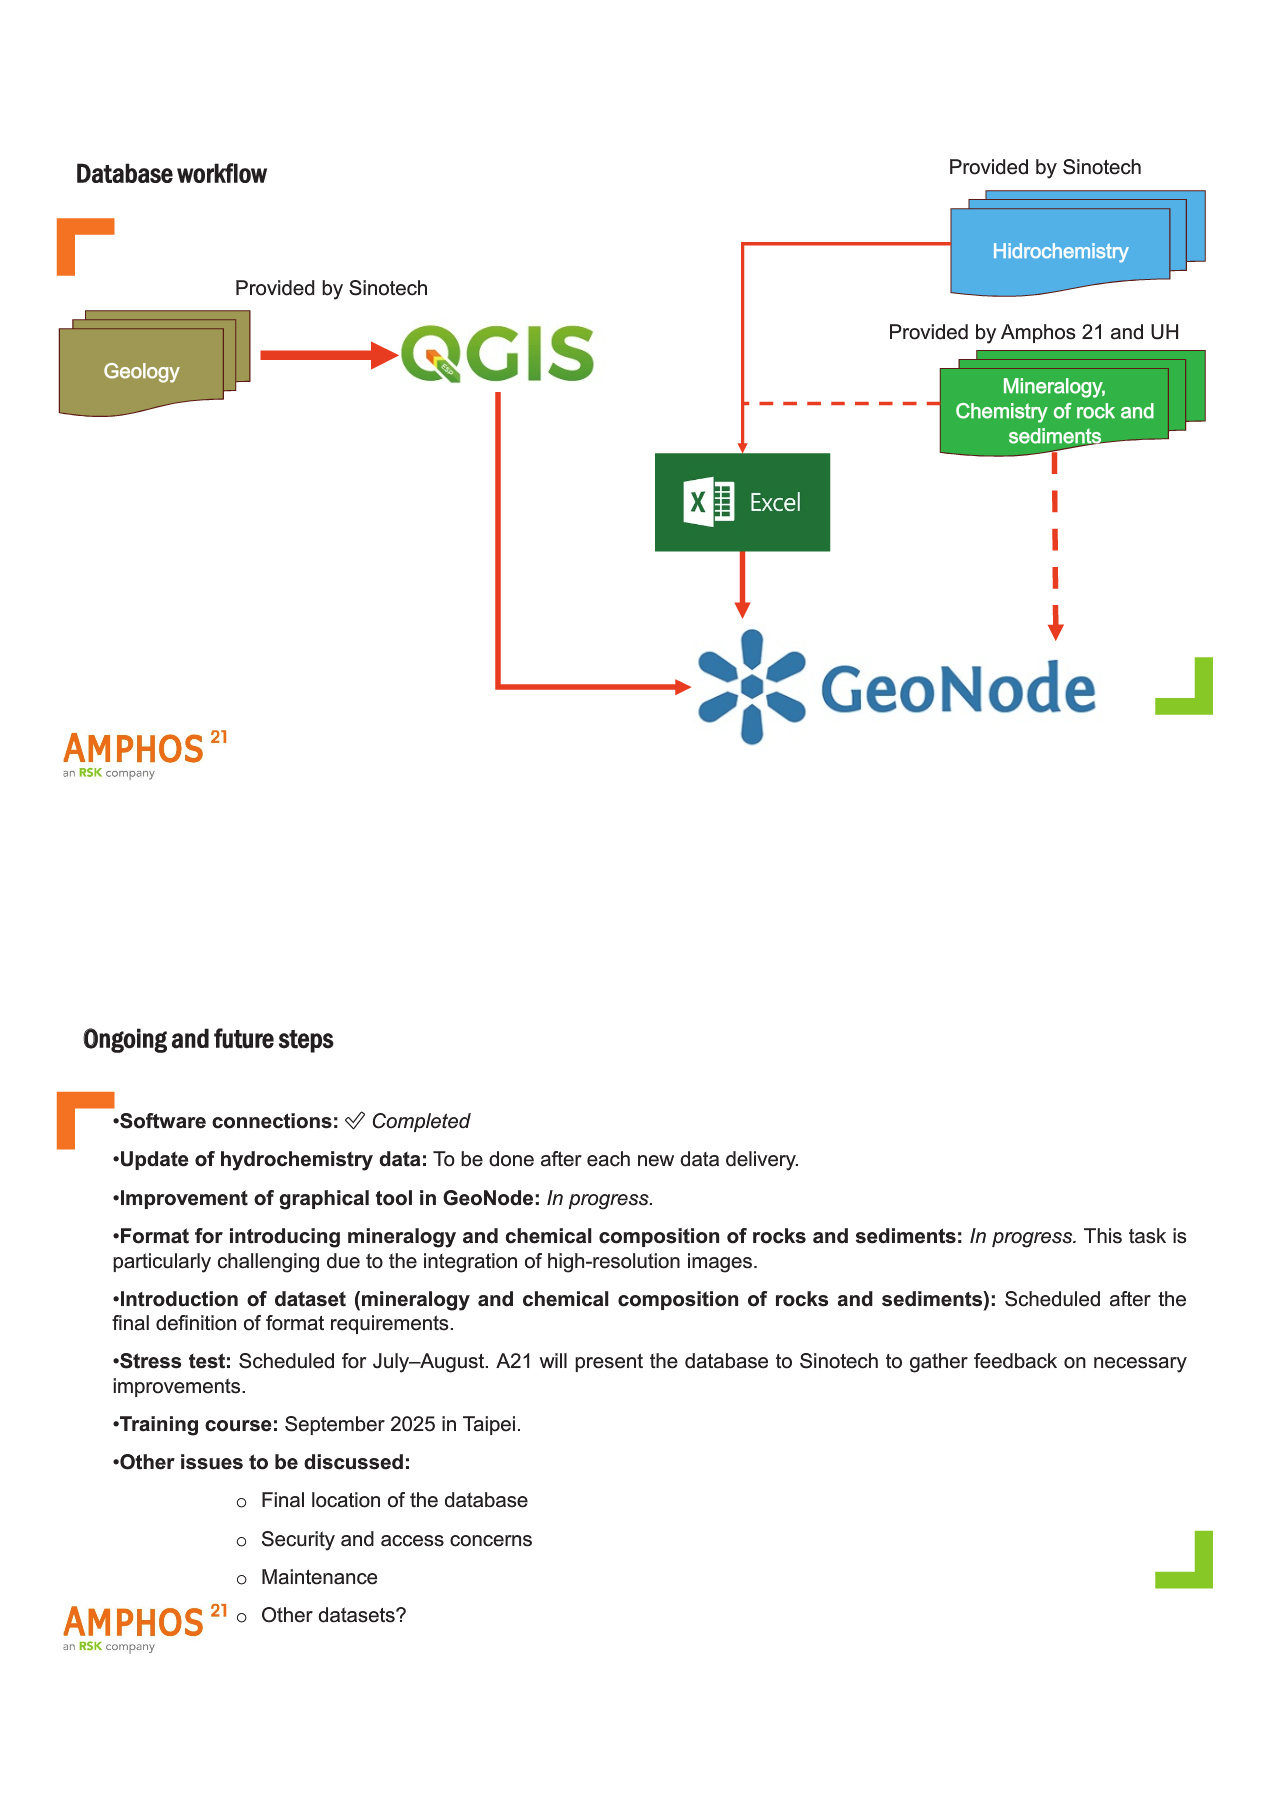 Database workflow
Provided by Sinotech
Hidrochemistry
Provided by Sinotech
Geology
QGIS
ESP
Provided by Amphos 21 and UH
Mineralogy,
Chemistry of rock and
sediments
X Excel
GeoNode
AMPHOS 21
an RSK company
Ongoing and future steps
•Software connections: ✓ Completed
•Update of hydrochemistry data: To be done after each new data delivery.
•Improvement of graphical tool in GeoNode: In progress.
•Format for introducing mineralogy and chemical composition of rocks and sediments: In progress. This task is
particularly challenging due to the integration of high-resolution images.
•Introduction of dataset (mineralogy and chemical composition of rocks and sediments): Scheduled after the
final definition of format requirements.
•Stress test: Scheduled for July–August. A21 will present the database to Sinotech to gather feedback on necessary
improvements.
•Training course: September 2025 in Taipei.
•Other issues to be discussed:
o Final location of the database
o Security and access concerns
o Maintenance
o Other datasets?
AMPHOS 21
an RSK company